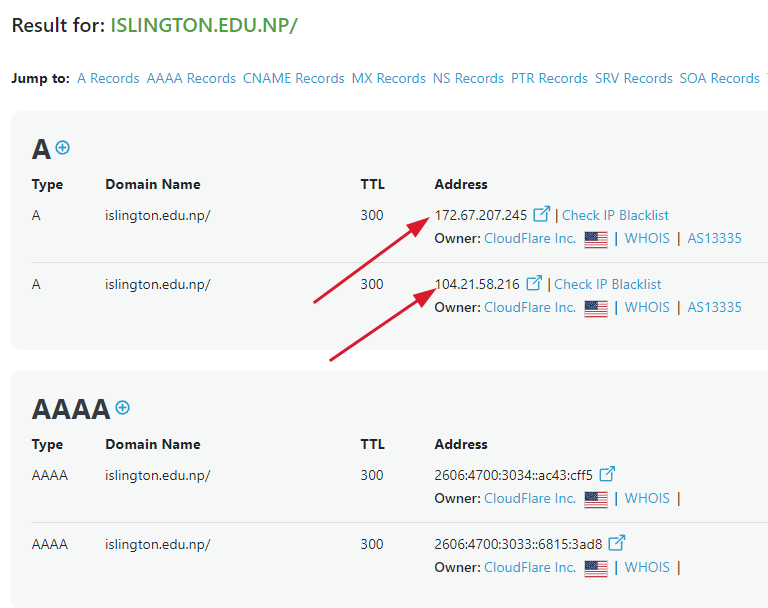 Result for: ISLINGTON.EDU.NP/
Jump to: A Records AAAA Records CNAME Records MX Records NS Records PTR Records SRV Records SOA Records
A
Type Domain Name TTL Address
A islington.edu.np/ 300 172.67.207.245 | Check IP Blacklist
Owner: CloudFlare Inc. | WHOIS | AS13335
A islington.edu.np/ 300 104.21.58.216 | Check IP Blacklist
Owner: CloudFlare Inc. | WHOIS | AS13335
AAAA
Type Domain Name TTL Address
AAAA islington.edu.np/ 300 2606:4700:3034::ac43:cff5
Owner: CloudFlare Inc. | WHOIS |
AAAA islington.edu.np/ 300 2606:4700:3033::6815:3ad8
Owner: CloudFlare Inc. | WHOIS |